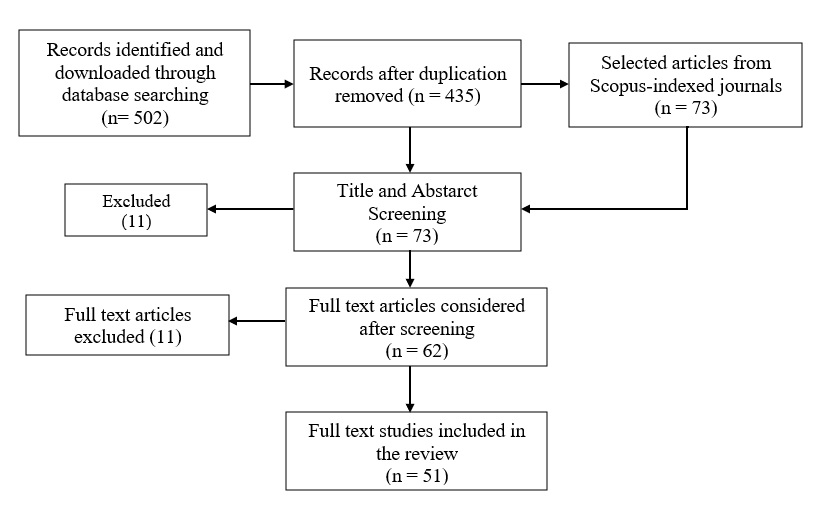 Records identified and
downloaded through
database searching
(n= 502)
Records after duplication
removed (n = 435)
Selected articles from
Scopus-indexed journals
(n = 73)
Title and Abstarct
Screening
(n = 73)
Excluded
(11)
Full text articles considered
after screening
(n = 62)
Full text articles
excluded (11)
Full text studies included in
the review
(n = 51)